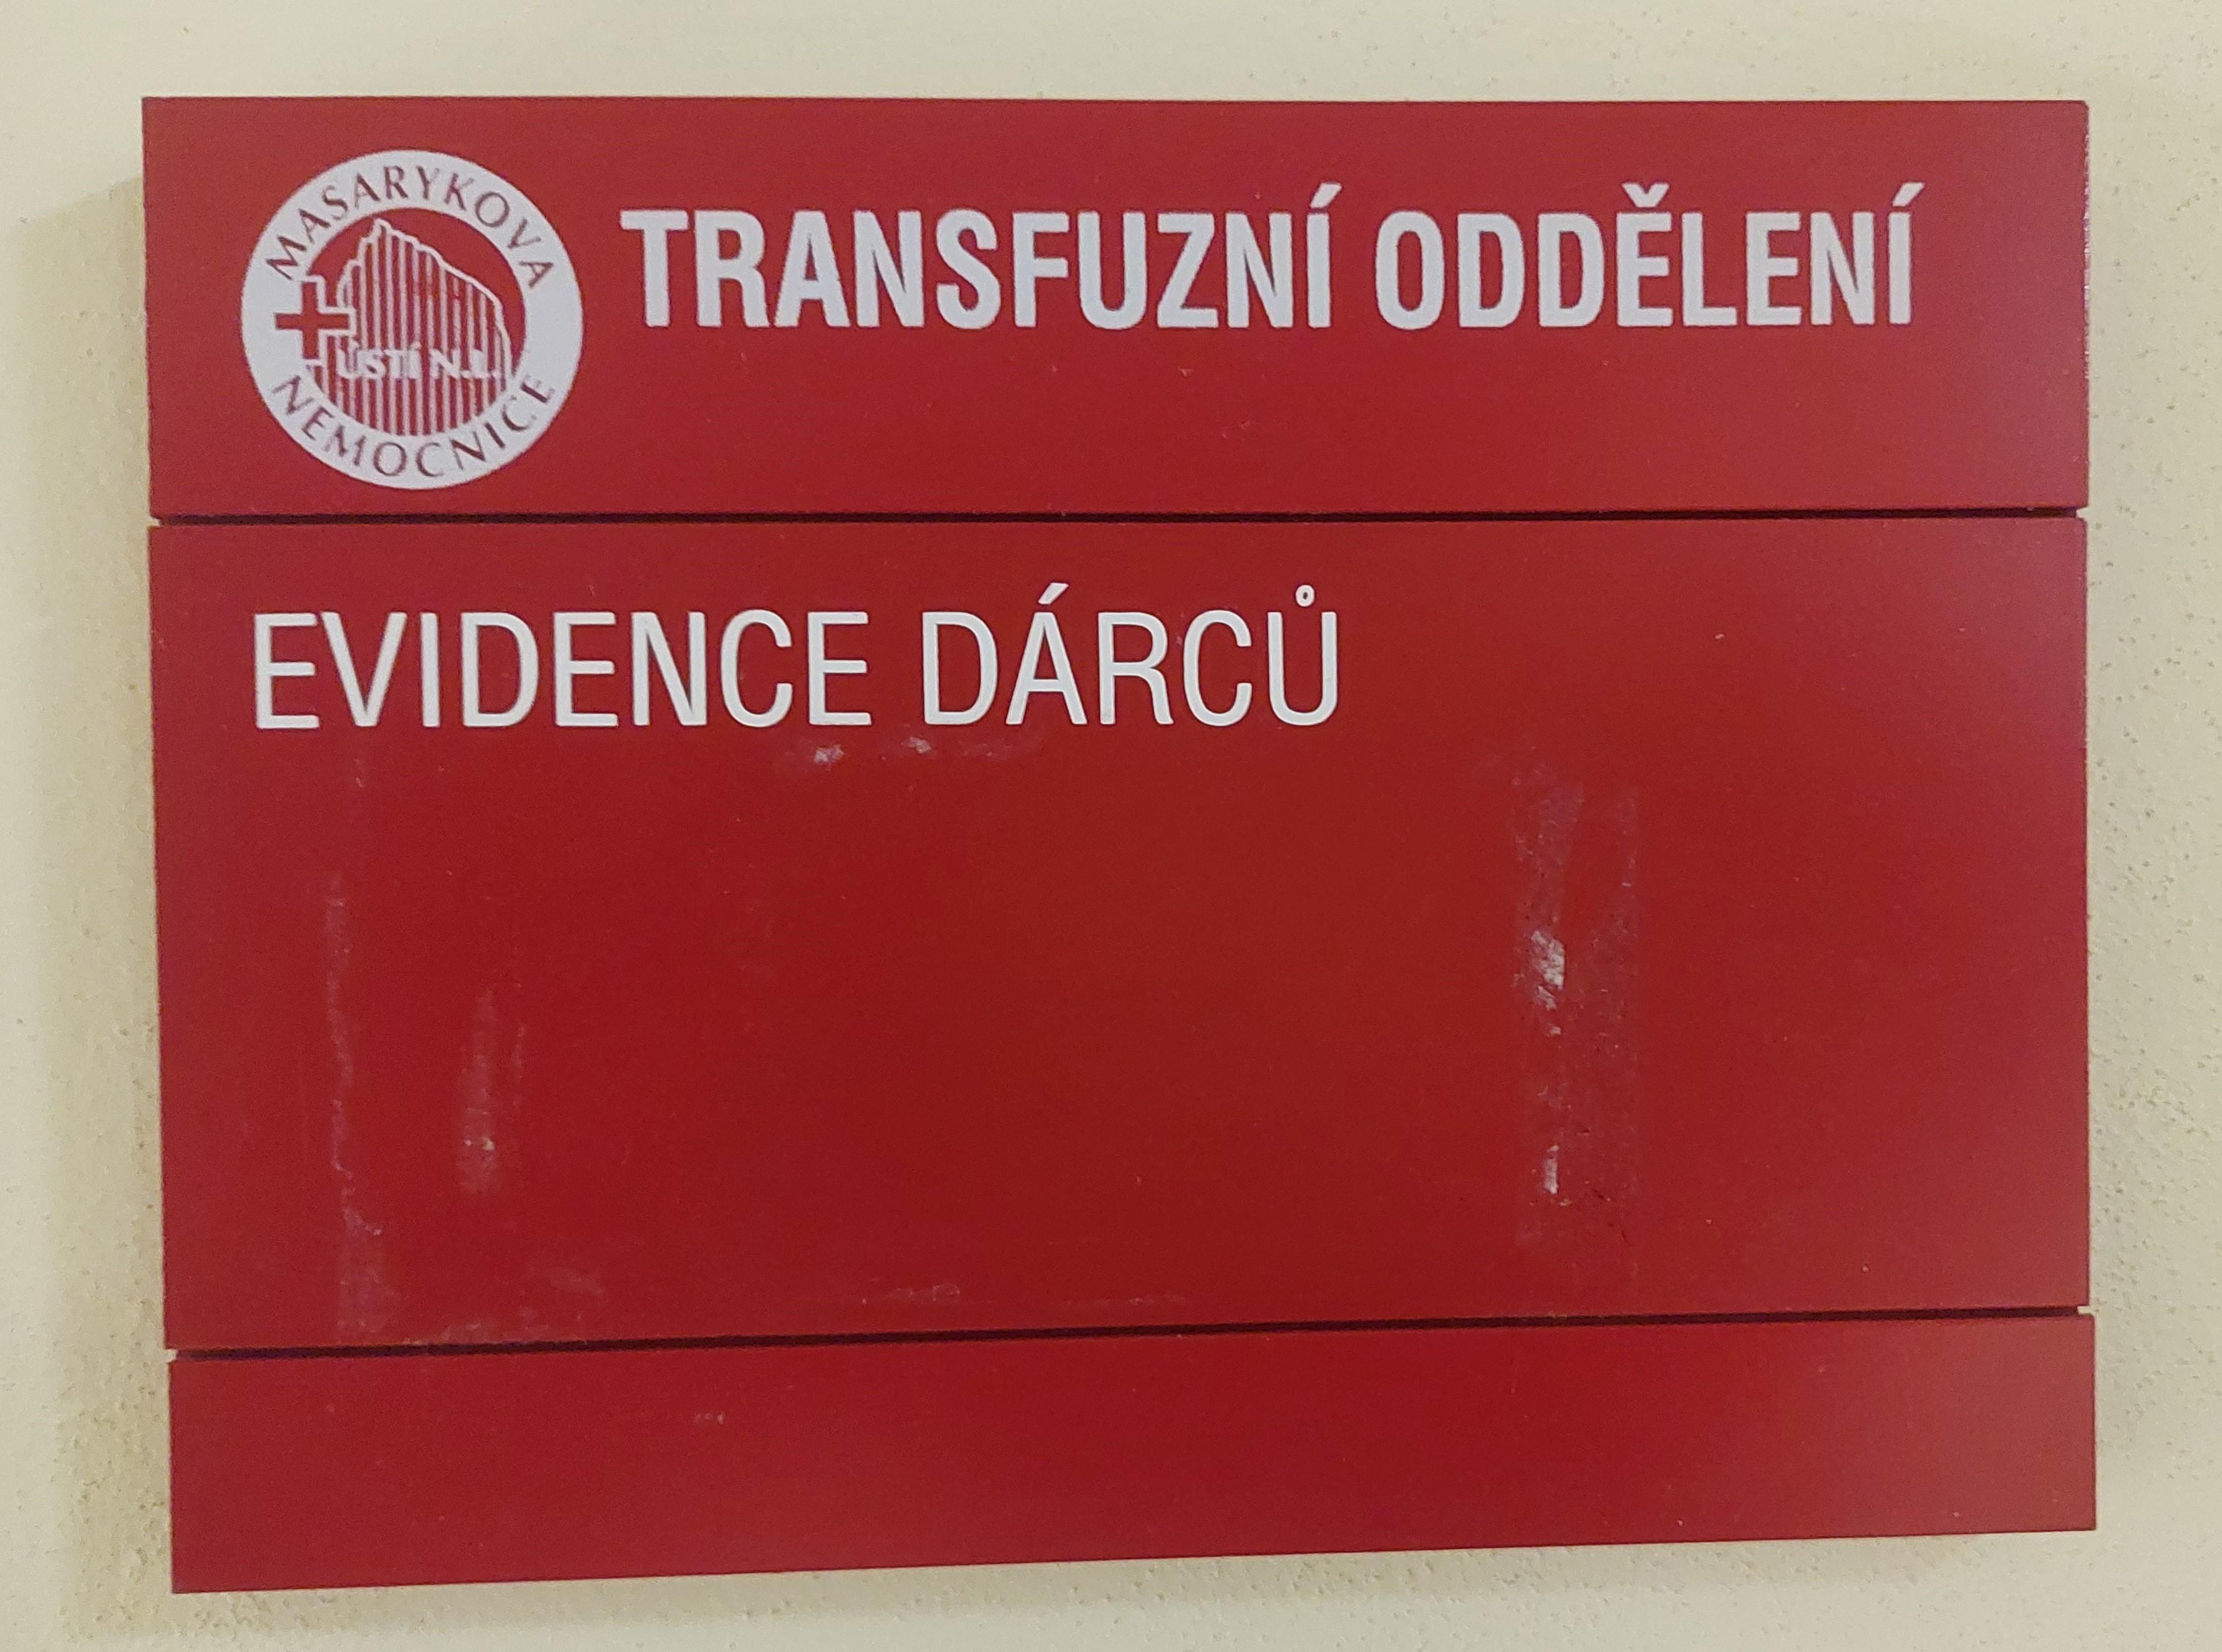 MASARYKOVA
ÚSTÍ N.L.
NEMOCNICE
TRANSFUZNÍ ODDĚLENÍ
EVIDENCE DÁRCŮ